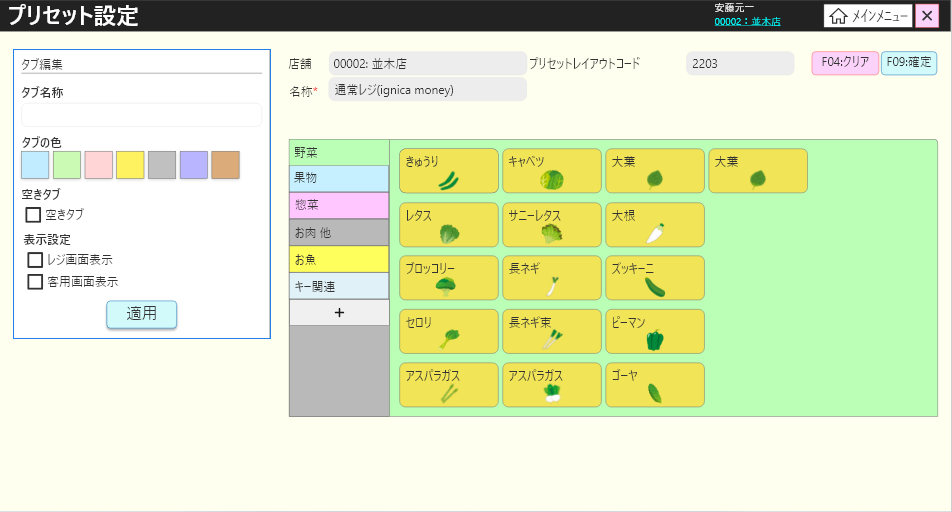 プリセット設定
安藤元一
00002：並木店
メインメニュー
×
タブ編集
タブ名称
タブの色
空きタブ
空きタブ
表示設定
レジ画面表示
客用画面表示
適用
店舗 00002: 並木店 プリセットレイアウトコード 2203
F04:クリア F09:確定
名称* 通常レジ(ignica money)
野菜
果物
惣菜
お肉 他
お魚
キー関連
+
きゅうり キャベツ 大葉 大葉
レタス サニーレタス 大根
ブロッコリー 長ネギ ズッキーニ
セロリ 長ネギ束 ピーマン
アスパラガス アスパラガス ゴーヤ